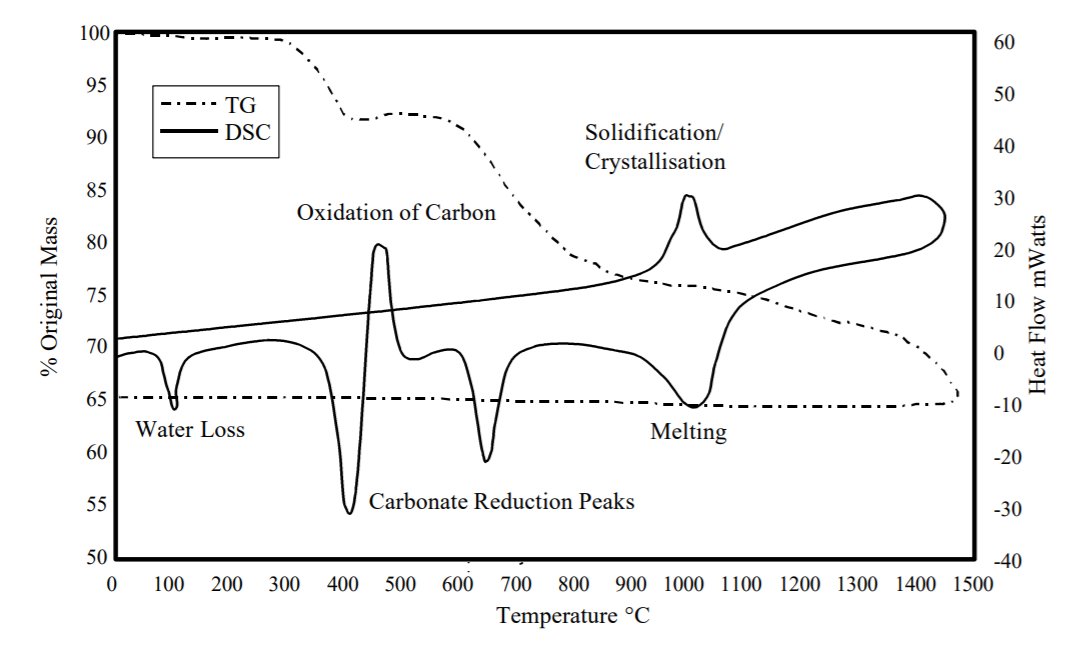 100
95
90
85
80
75
70
65
60
55
50
% Original Mass
TG
DSC
Solidification/
Crystallisation
Oxidation of Carbon
Water Loss
Melting
Carbonate Reduction Peaks
60
50
40
30
20
10
0
-10
-20
-30
-40
Heat Flow mWatts
0 100 200 300 400 500 600 700 800 900 1000 1100 1200 1300 1400 1500
Temperature °C